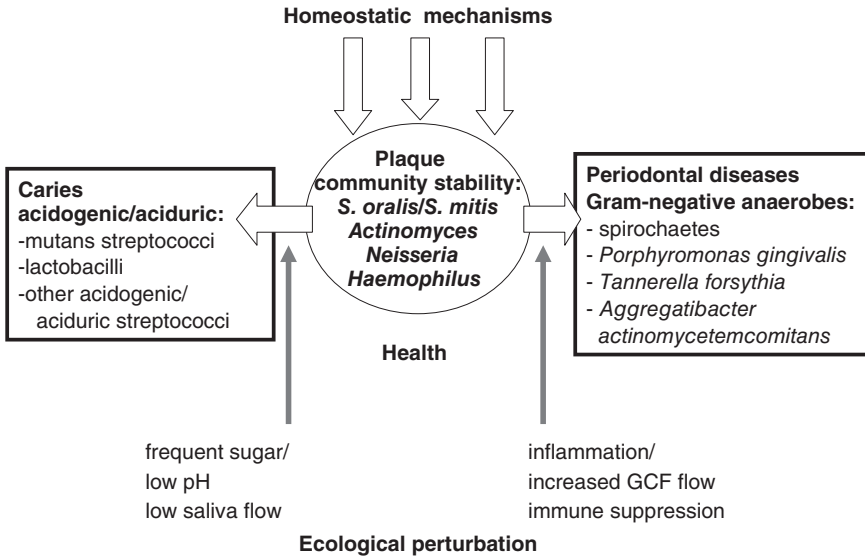 Homeostatic mechanisms
Caries
acidogenic/aciduric:
-mutans streptococci
-lactobacilli
-other acidogenic/
aciduric streptococci
Plaque
community stability:
S. oralis/S. mitis
Actinomyces
Neisseria
Haemophilus
Periodontal diseases
Gram-negative anaerobes:
- spirochaetes
- Porphyromonas gingivalis
- Tannerella forsythia
- Aggregatibacter
actinomycetemcomitans
Health
frequent sugar/
low pH
low saliva flow
inflammation/
increased GCF flow
immune suppression
Ecological perturbation